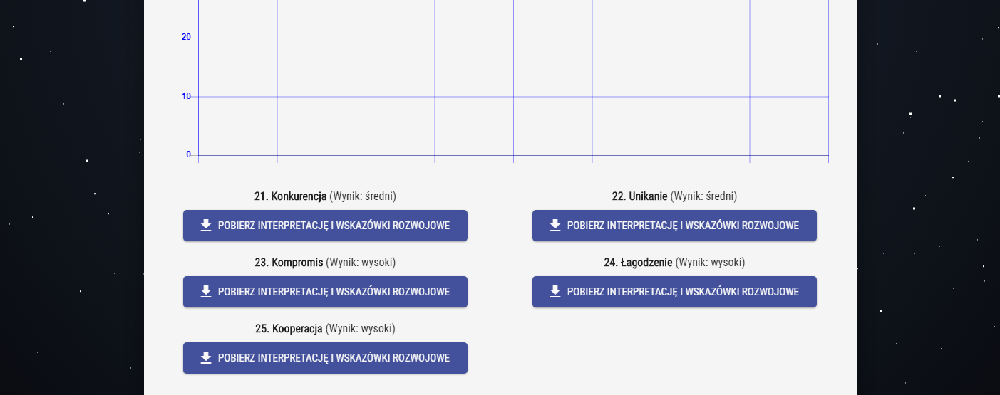 20
10
0
21. Konkurencja (Wynik: średni)
POBIERZ INTERPRETACJĘ I WSKAZÓWKI ROZWOJOWE
22. Unikanie (Wynik: średni)
POBIERZ INTERPRETACJĘ I WSKAZÓWKI ROZWOJOWE
23. Kompromis (Wynik: wysoki)
POBIERZ INTERPRETACJĘ I WSKAZÓWKI ROZWOJOWE
24. Łagodzenie (Wynik: wysoki)
POBIERZ INTERPRETACJĘ I WSKAZÓWKI ROZWOJOWE
25. Kooperacja (Wynik: wysoki)
POBIERZ INTERPRETACJĘ I WSKAZÓWKI ROZWOJOWE